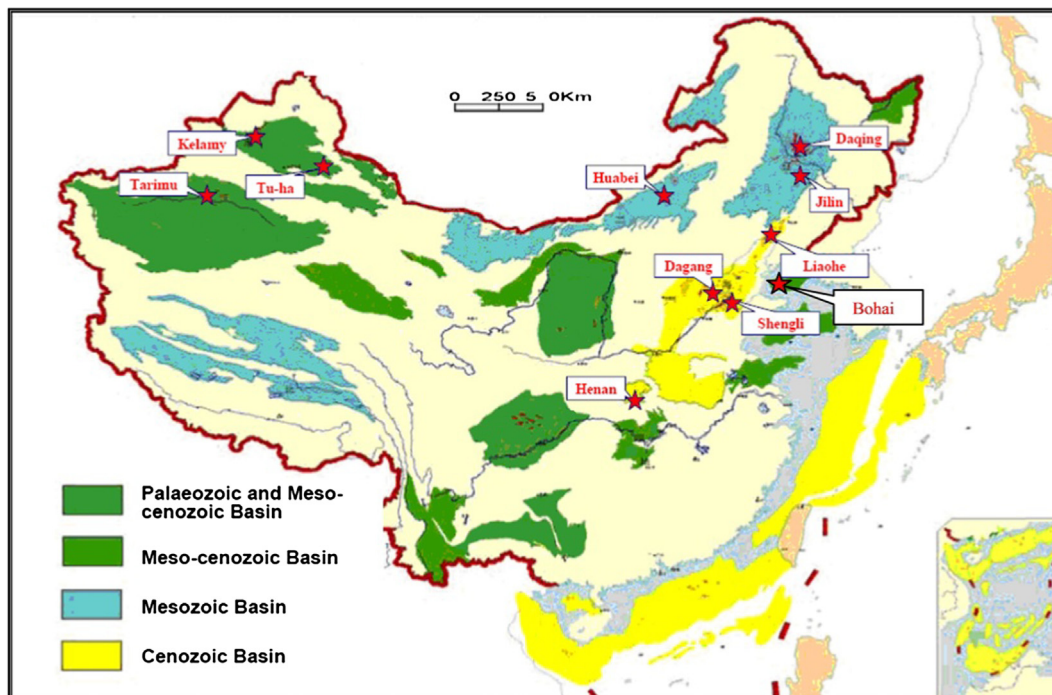 0 250 5 0Km
Kelamy
Tu-ha
Tarimu
Huabei
Daqing
Jilin
Liaohe
Dagang
Bohai
Shengli
Henan
Palaeozoic and Meso-
cenozoic Basin
Meso-cenozoic Basin
Mesozoic Basin
Cenozoic Basin